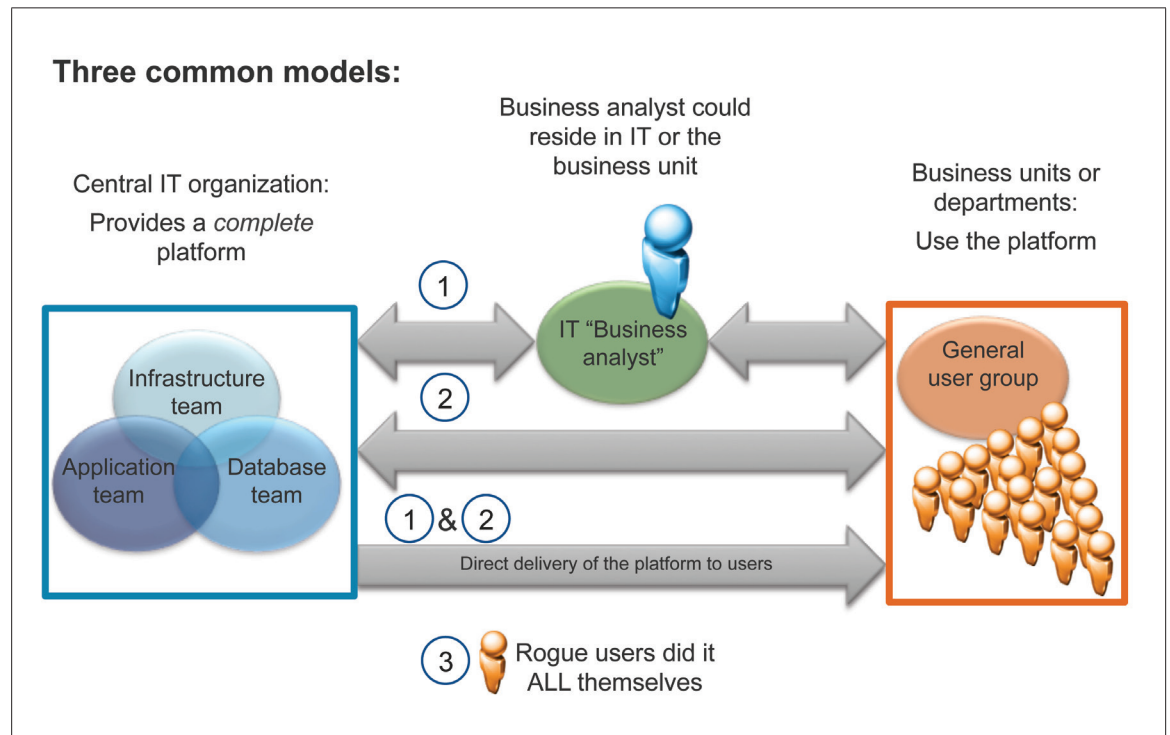 Three common models:
Business analyst could
reside in IT or the
business unit
Central IT organization:
Provides a complete
platform
Business units or
departments:
Use the platform
1
IT “Business
analyst”
General
user group
Infrastructure
team
Application
team
Database
team
2
1 & 2
Direct delivery of the platform to users
3
Rogue users did it
ALL themselves